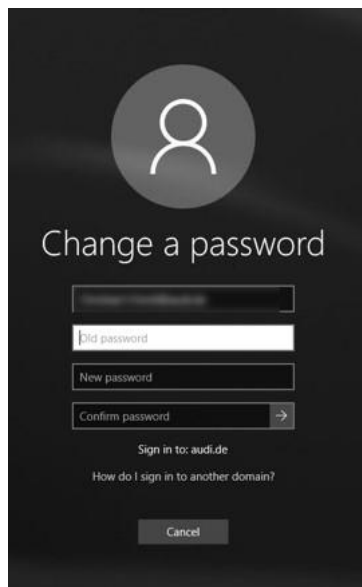 Change a password
Old password
New password
Confirm password
Sign in to: audi.de
How do I sign in to another domain?
Cancel